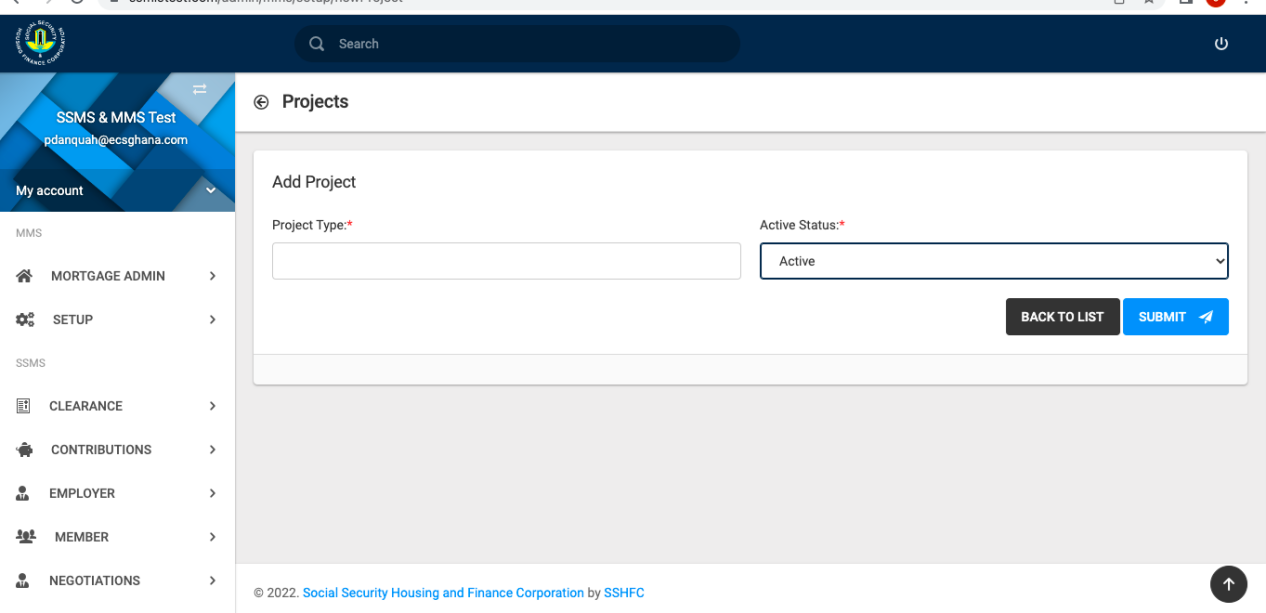 Search
SSMS & MMS Test
pdanquah@ecsghana.com
My account
MMS
MORTGAGE ADMIN
SETUP
SSMS
CLEARANCE
CONTRIBUTIONS
EMPLOYER
MEMBER
NEGOTIATIONS
Projects
Add Project
Project Type:*
Active Status:*
Active
BACK TO LIST
SUBMIT
© 2022. Social Security Housing and Finance Corporation by SSHFC